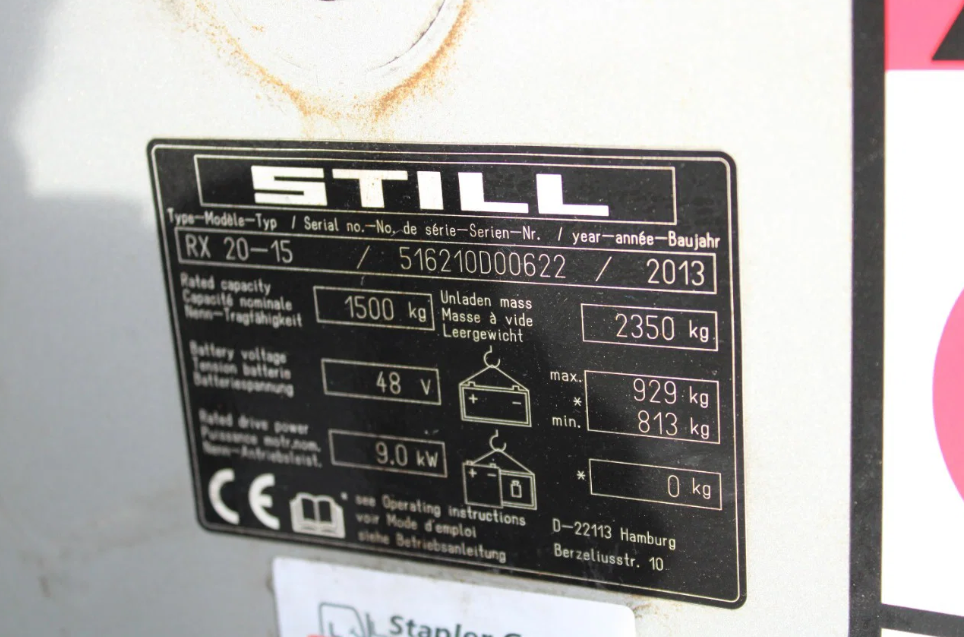 STILL
Type-Modèle-Typ / Serial no.-No. de série-Serien-Nr. / year-année-Baujahr
RX 20-15 / 516210D00622 / 2013
Rated capacity
Capacité nominale
Nenn-Tragfähigkeit
1500 kg
Unladen mass
Masse à vide
Leergewicht
2350 kg
Battery voltage
Tension batterie
Batteriespannung
48 V
+ -
max. 929 kg
*
min. 813 kg
Rated drive power
Puissance motr.nom.
Nenn-Antriebsleist.
9.0 kW
+ -
* 0 kg
CE
* see Operating instructions
voir Mode d'emploi
siehe Betriebsanleitung
D-22113 Hamburg
Berzeliusstr. 10
Stapler